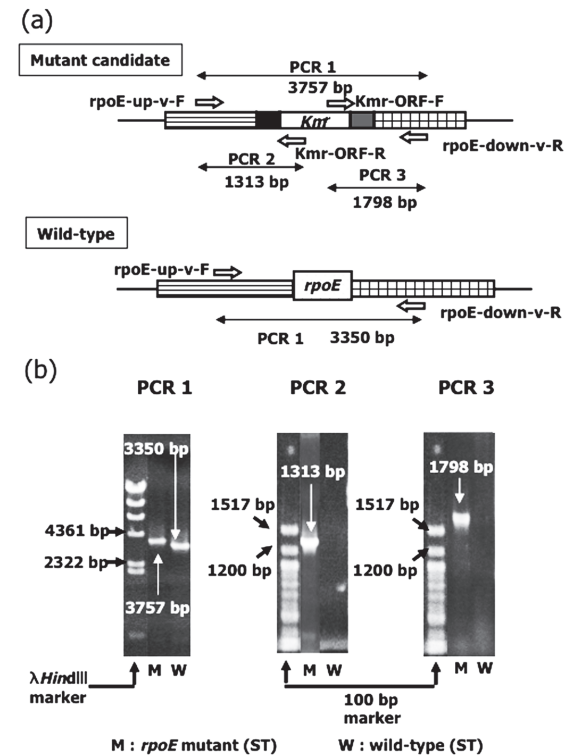 (a)
Mutant candidate
PCR 1
3757 bp
rpoE-up-v-F
Kmr-ORF-F
Kmr
Kmr-ORF-R
rpoE-down-v-R
PCR 2
1313 bp
PCR 3
1798 bp
Wild-type
rpoE-up-v-F
rpoE
rpoE-down-v-R
PCR 1 3350 bp
(b)
PCR 1 PCR 2 PCR 3
3350 bp
4361 bp
2322 bp
3757 bp
1313 bp
1517 bp
1200 bp
1798 bp
1517 bp
1200 bp
λHindIII
marker
M W
M W
M W
100 bp
marker
M : rpoE mutant (ST) W : wild-type (ST)